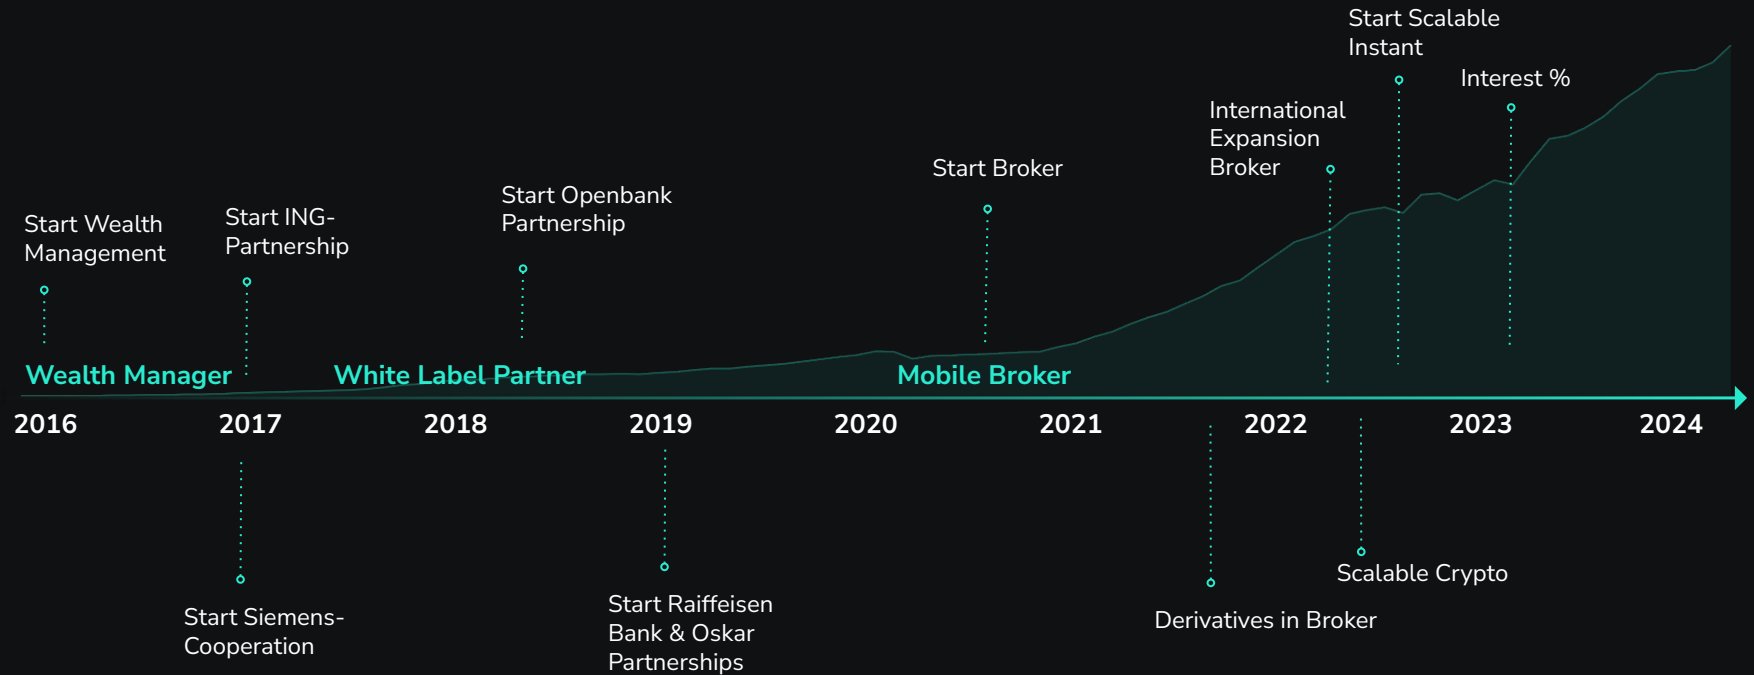 Start Scalable
Instant
Interest %
International
Expansion
Broker
Start Broker
Start Openbank
Partnership
Start ING-
Partnership
Start Wealth
Management
Wealth Manager
White Label Partner
Mobile Broker
2016
2017
2018
2019
2020
2021
2022
2023
2024
Start Siemens-
Cooperation
Start Raiffeisen
Bank & Oskar
Partnerships
Derivatives in Broker
Scalable Crypto